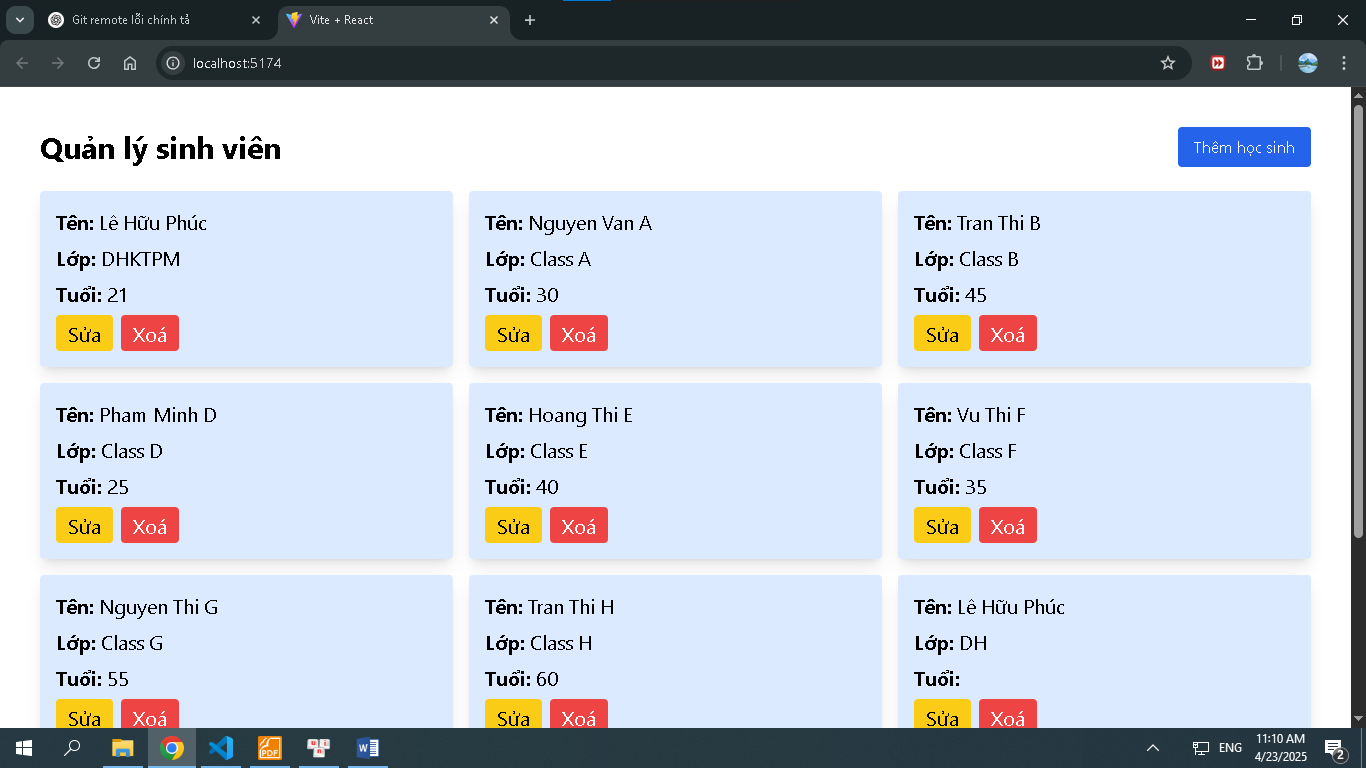 Git remote lỗi chính tả
Vite + React
localhost:5174
Quản lý sinh viên
Thêm học sinh
Tên: Lê Hữu Phúc
Lớp: DHKTPM
Tuổi: 21
Sửa Xoá
Tên: Nguyen Van A
Lớp: Class A
Tuổi: 30
Sửa Xoá
Tên: Tran Thi B
Lớp: Class B
Tuổi: 45
Sửa Xoá
Tên: Pham Minh D
Lớp: Class D
Tuổi: 25
Sửa Xoá
Tên: Hoang Thi E
Lớp: Class E
Tuổi: 40
Sửa Xoá
Tên: Vu Thi F
Lớp: Class F
Tuổi: 35
Sửa Xoá
Tên: Nguyen Thi G
Lớp: Class G
Tuổi: 55
Sửa Xoá
Tên: Tran Thi H
Lớp: Class H
Tuổi: 60
Sửa Xoá
Tên: Lê Hữu Phúc
Lớp: DH
Tuổi:
Sửa Xoá
PDF
ENG
11:10 AM
4/23/2025
2